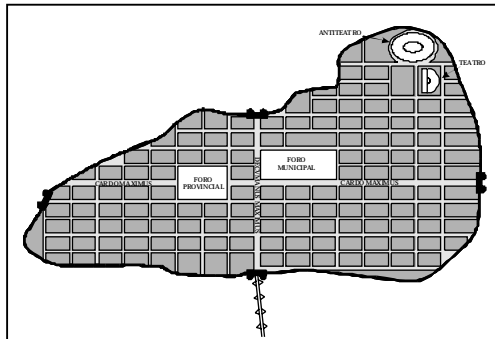 ANTITEATRO
TEATRO
FORO
MUNICIPAL
FORO
PROVINCIAL
CARDO MAXIMUS
CARDO MAXIMUS